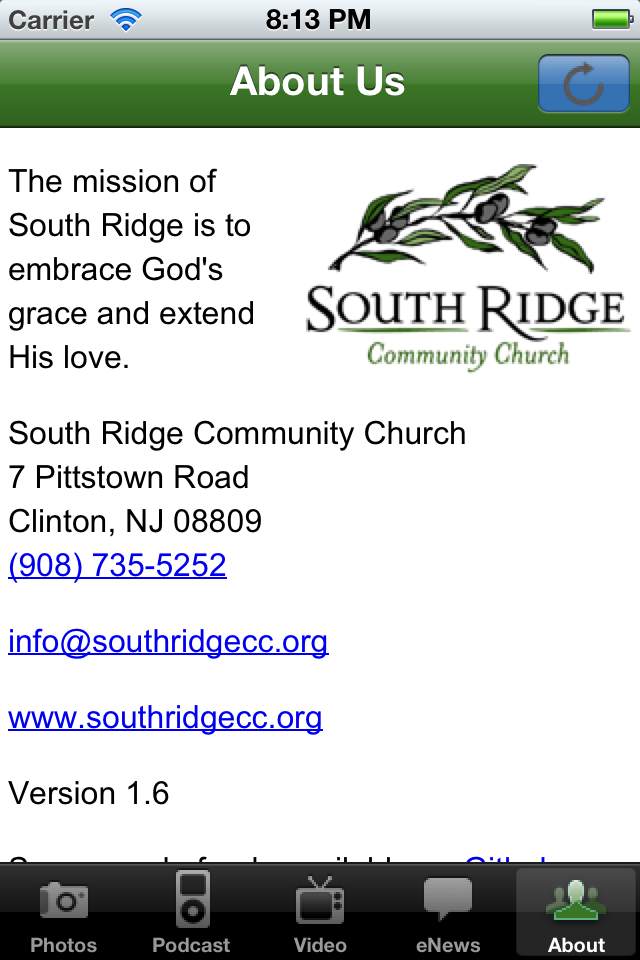 Carrier 8:13 PM
About Us
The mission of
South Ridge is to
embrace God's
grace and extend
His love.
SOUTH RIDGE
Community Church
South Ridge Community Church
7 Pittstown Road
Clinton, NJ 08809
(908) 735-5252
info@southridgecc.org
www.southridgecc.org
Version 1.6
Photos Podcast Video eNews About